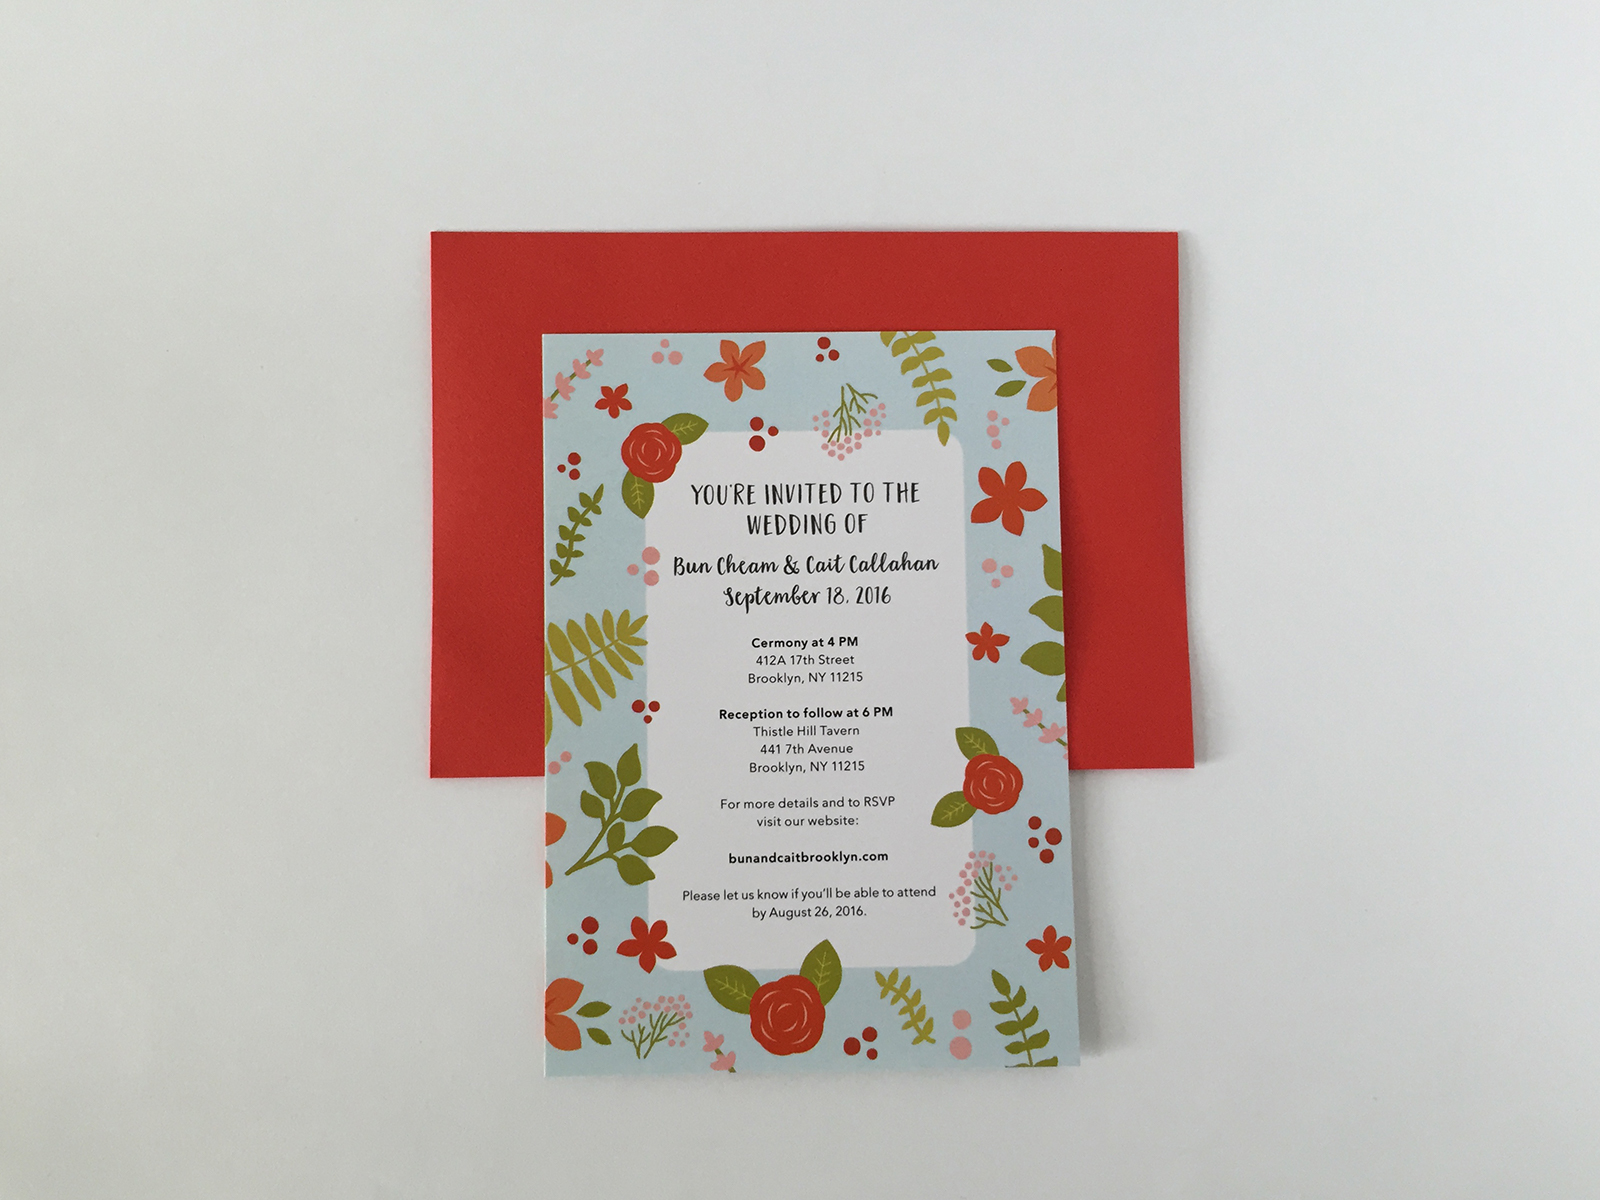 YOU'RE INVITED TO THE
WEDDING OF
Bun Cheam & Cait Callahan
September 18, 2016
Cermony at 4 PM
412A 17th Street
Brooklyn, NY 11215
Reception to follow at 6 PM
Thistle Hill Tavern
441 7th Avenue
Brooklyn, NY 11215
For more details and to RSVP
visit our website:
bunandcaitbrooklyn.com
Please let us know if you'll be able to attend
by August 26, 2016.